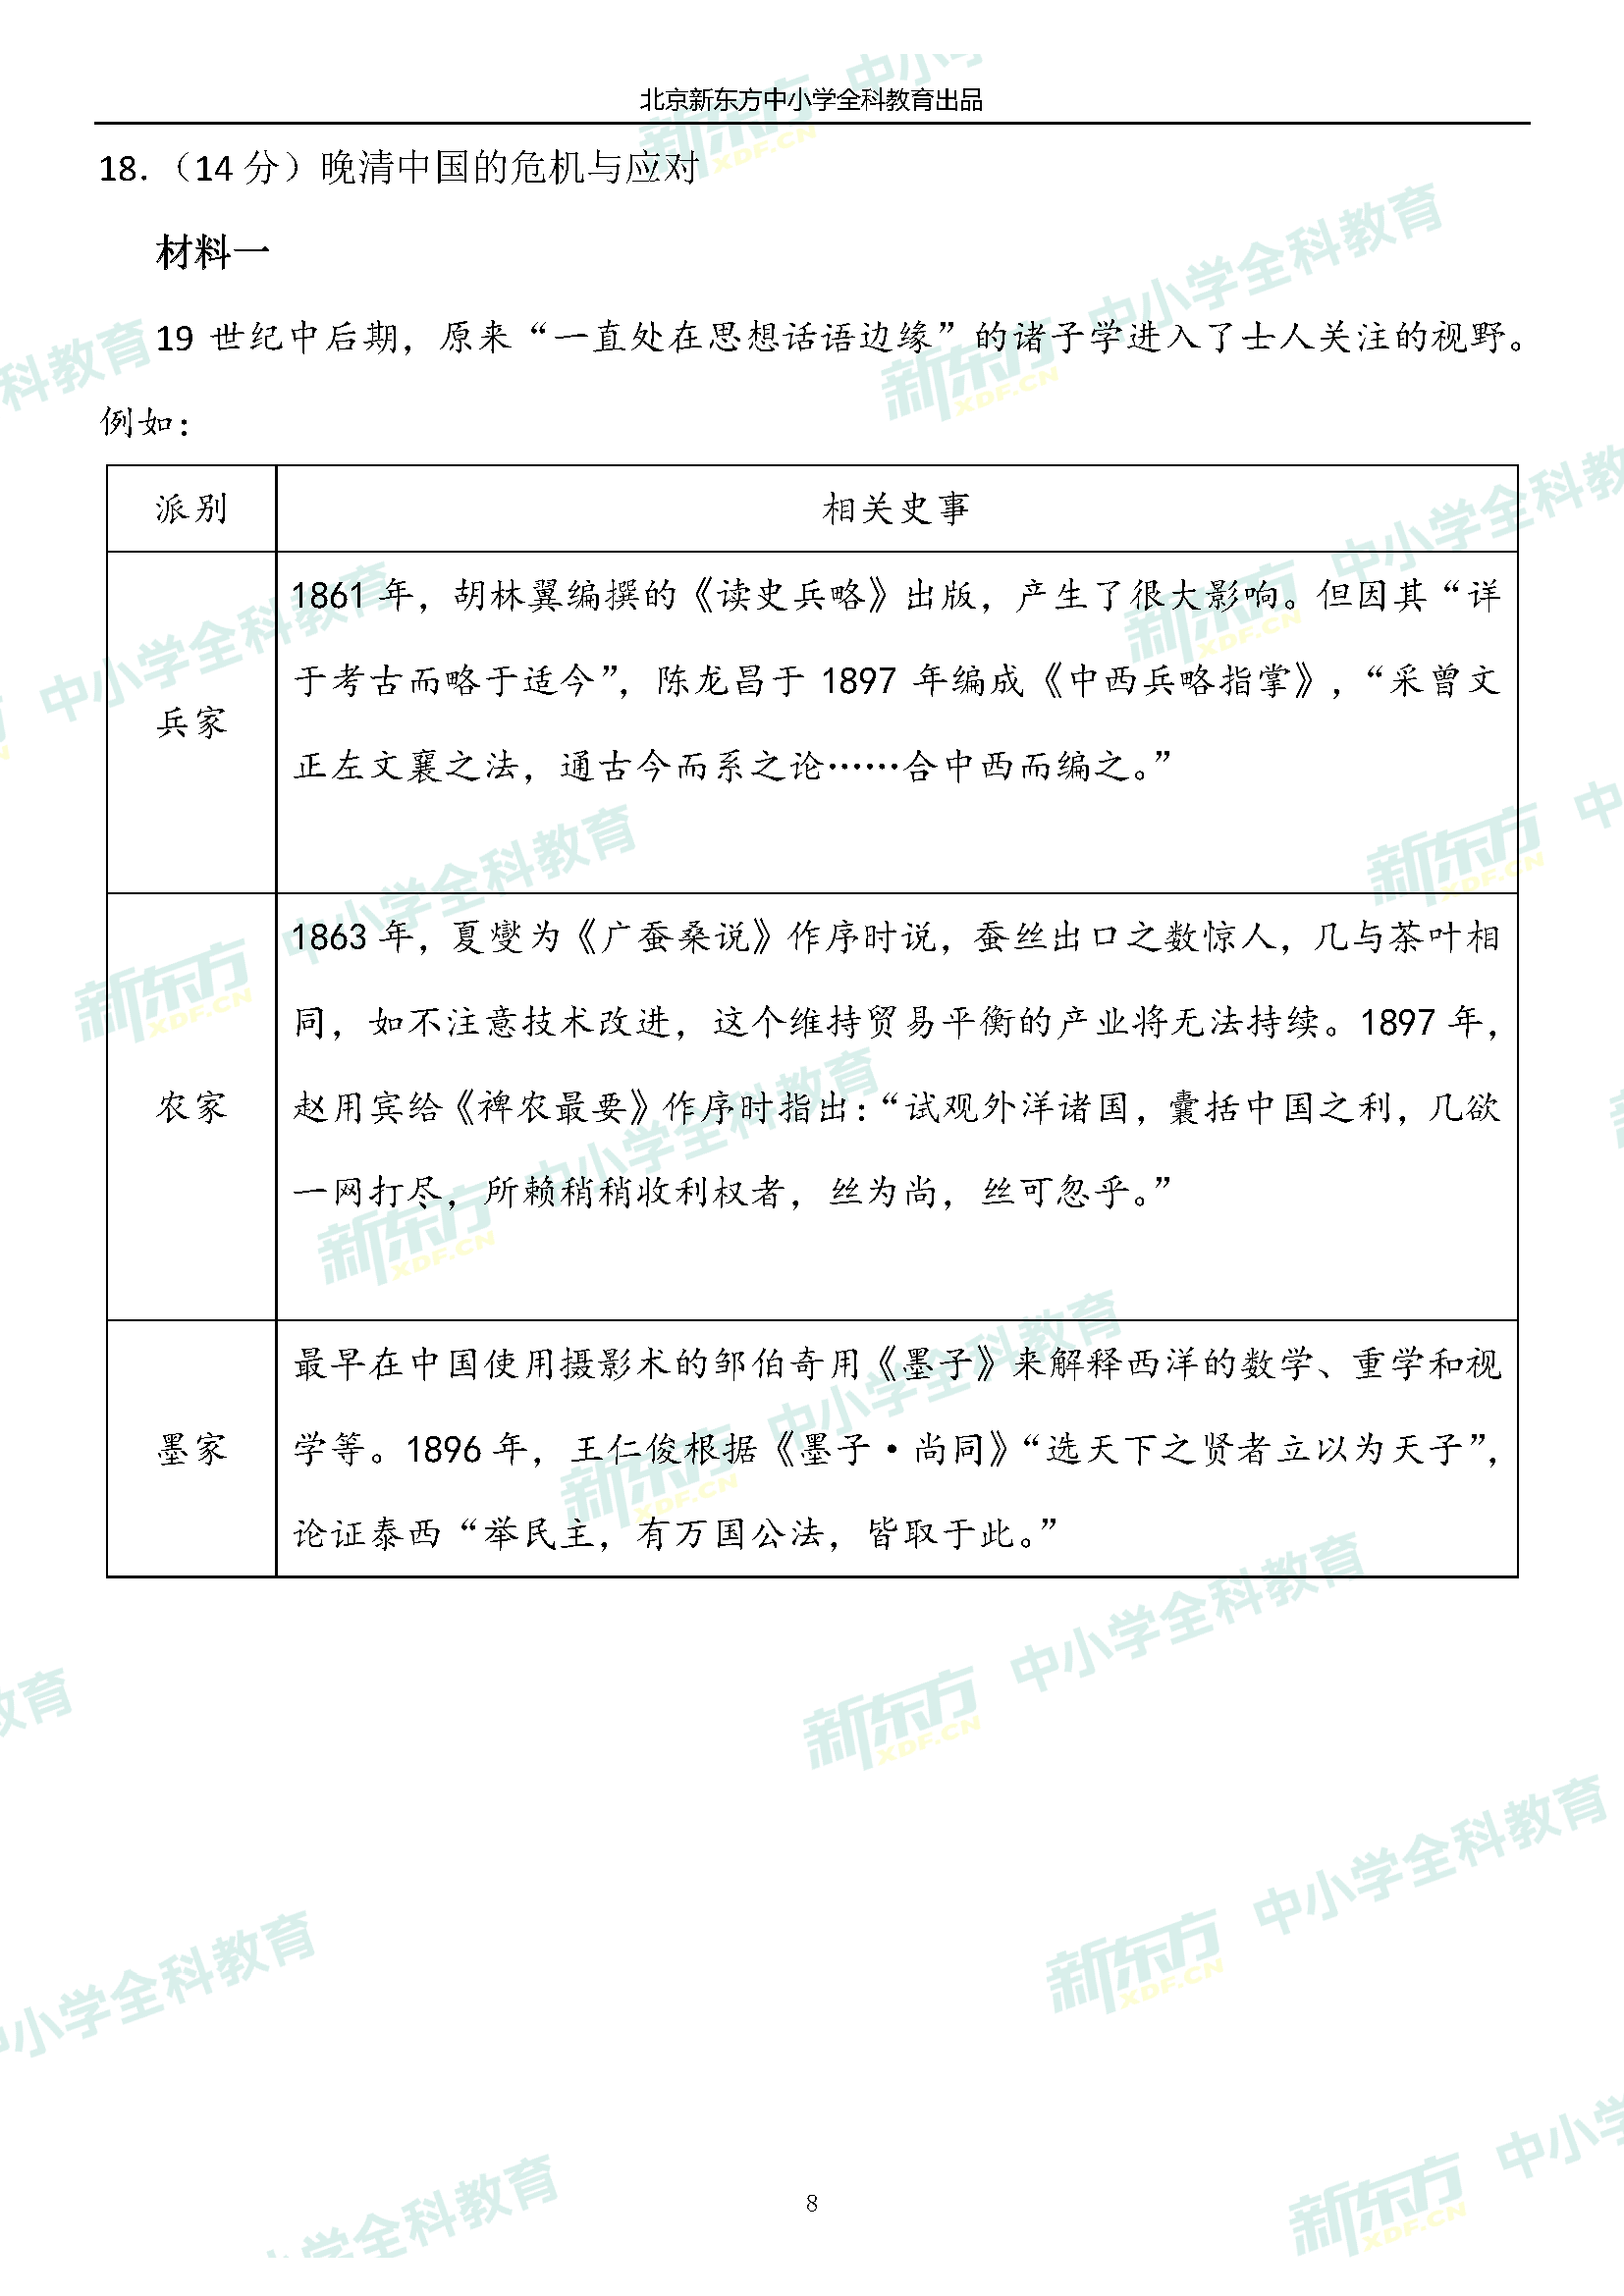 北京新东方中小学全科教育出品
18.（14 分）晚清中国的危机与应对
材料一
19 世纪中后期，原来“一直处在思想话语边缘”的诸子学进入了士人关注的视野。
例如：
派别
相关史事
兵家
1861 年，胡林翼编撰的《读史兵略》出版，产生了很大影响。但因其“详
于考古而略于适今”，陈龙昌于 1897 年编成《中西兵略指掌》，“采曾文
正左文襄之法，通古今而系之论……合中西而编之。”
农家
1863 年，夏燮为《广蚕桑说》作序时说，蚕丝出口之数惊人，几与茶叶相
同，如不注意技术改进，这个维持贸易平衡的产业将无法持续。1897 年，
赵用宾给《裨农最要》作序时指出：“试观外洋诸国，囊括中国之利，几欲
一网打尽，所赖稍稍收利权者，丝为尚，丝可忽乎。”
墨家
最早在中国使用摄影术的邹伯奇用《墨子》来解释西洋的数学、重学和视
学等。1896 年，王仁俊根据《墨子·尚同》“选天下之贤者立以为天子”，
论证泰西“举民主，有万国公法，皆取于此。”
8
新东方 XDF.CN 中小学全科教育